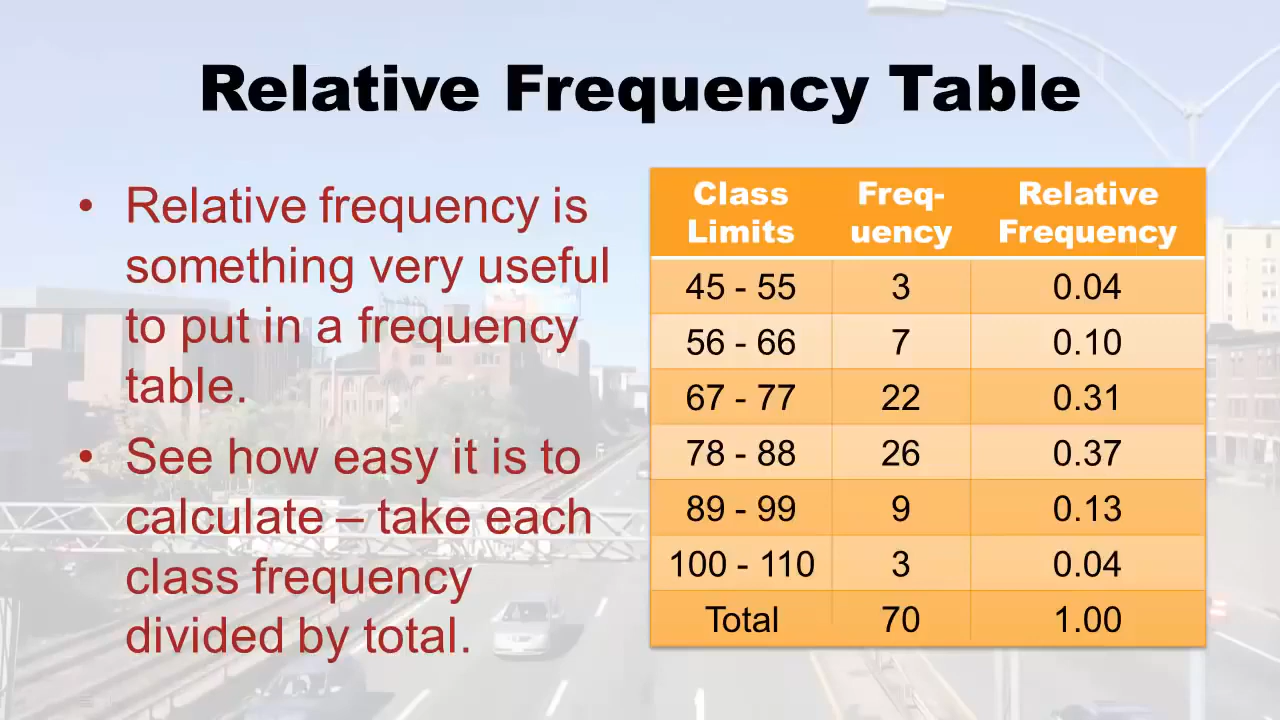 Relative Frequency Table
• Relative frequency is
something very useful
to put in a frequency
table.
• See how easy it is to
calculate – take each
class frequency
divided by total.
Class Limits Freq-uency Relative Frequency
45 - 55 3 0.04
56 - 66 7 0.10
67 - 77 22 0.31
78 - 88 26 0.37
89 - 99 9 0.13
100 - 110 3 0.04
Total 70 1.00